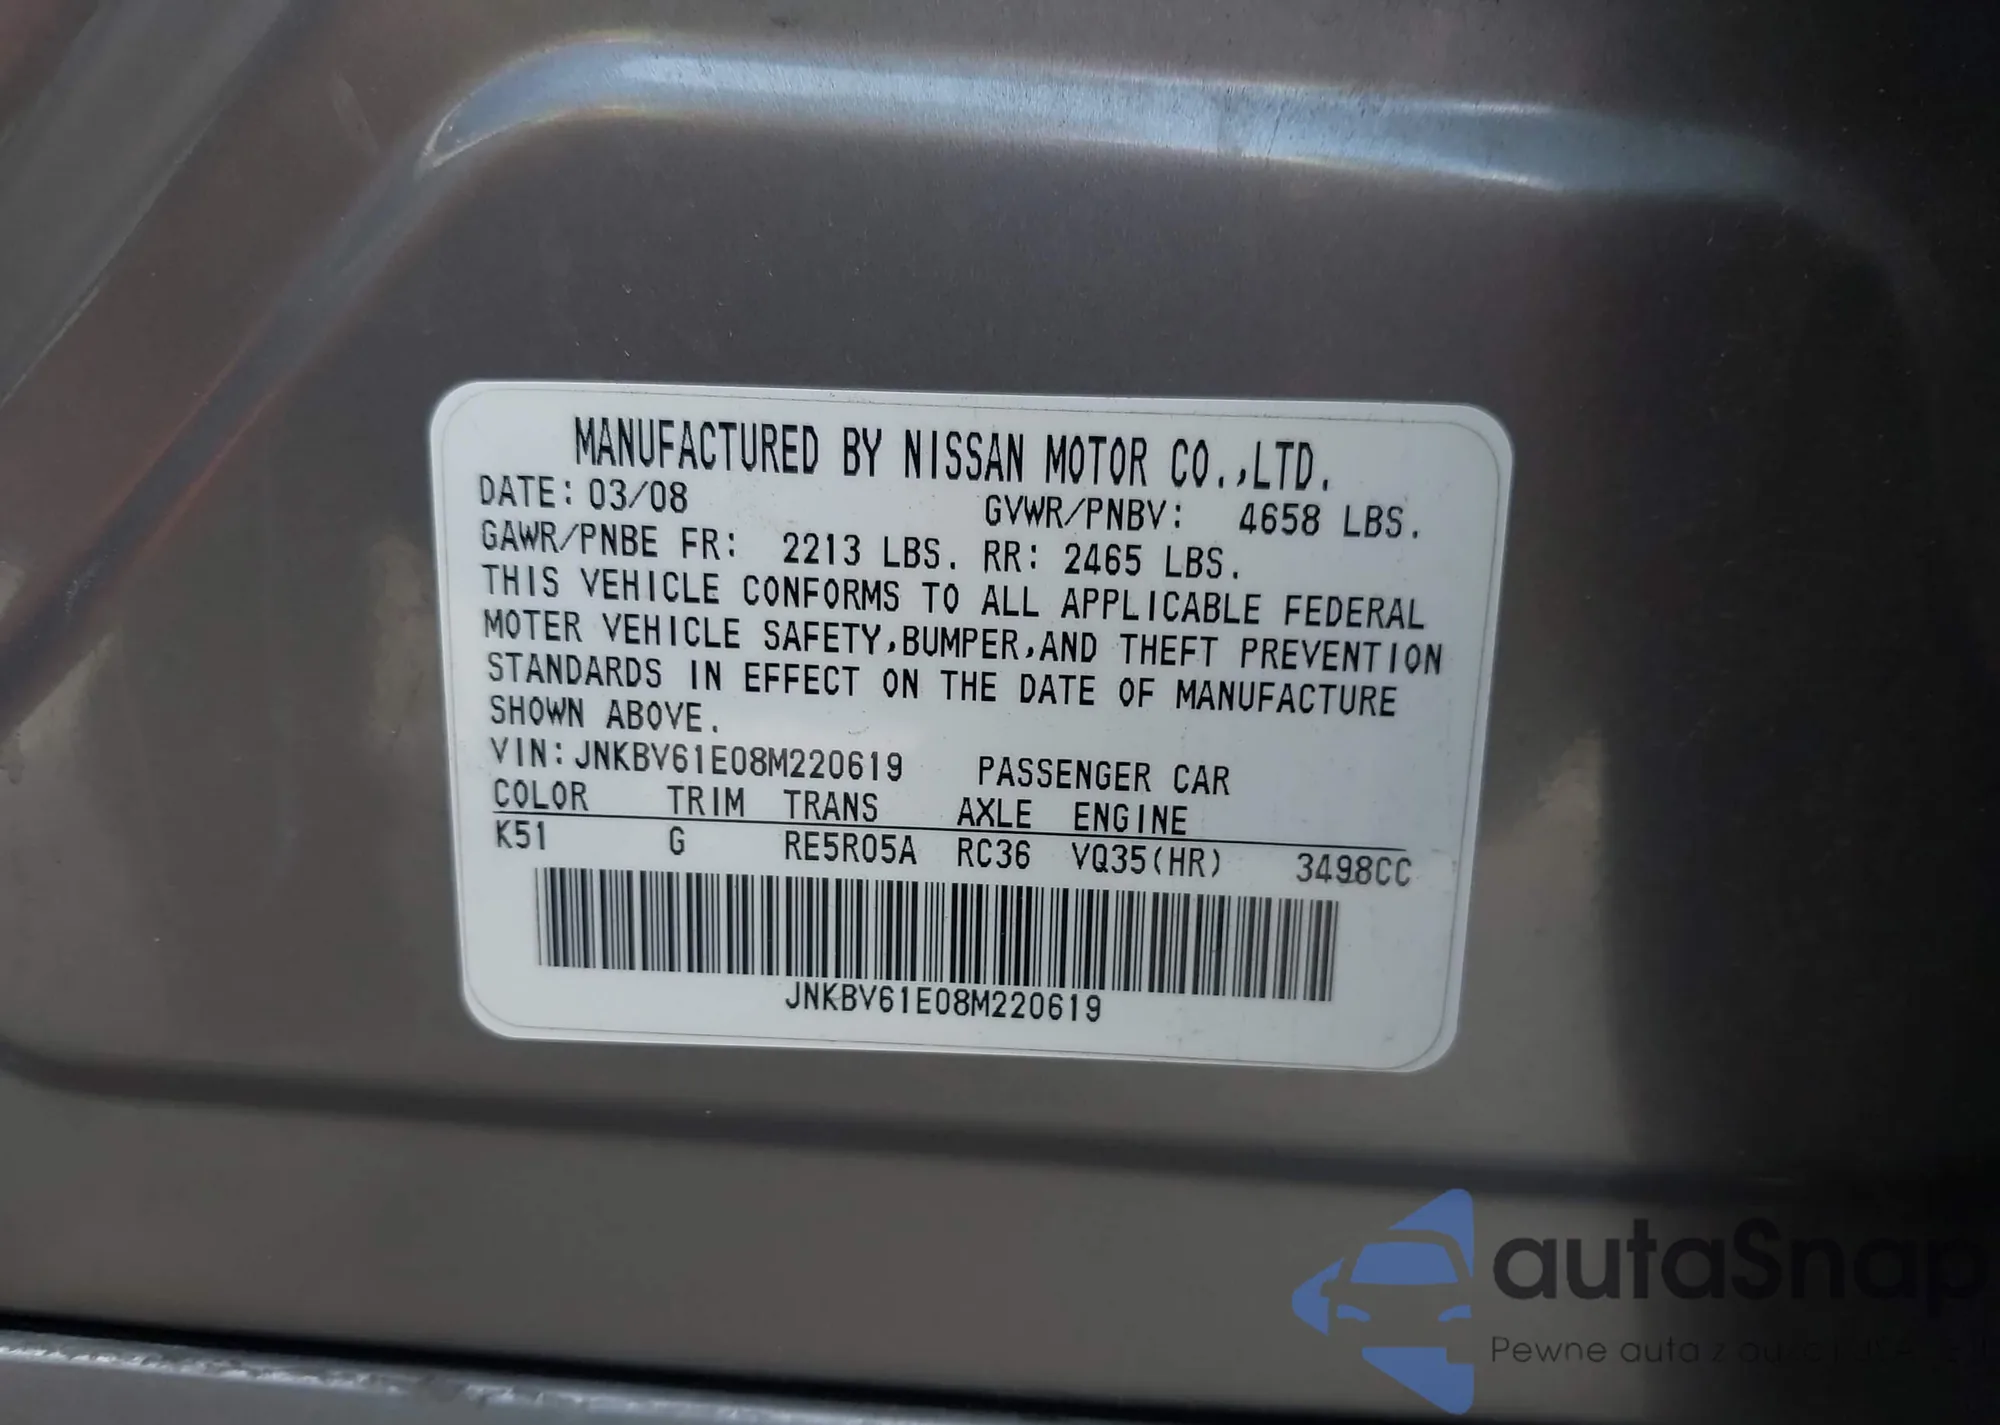 MANUFACTURED BY NISSAN MOTOR CO.,LTD.
DATE: 03/08 GVWR/PNBV: 4658 LBS.
GAWR/PNBE FR: 2213 LBS. RR: 2465 LBS.
THIS VEHICLE CONFORMS TO ALL APPLICABLE FEDERAL
MOTER VEHICLE SAFETY,BUMPER,AND THEFT PREVENTION
STANDARDS IN EFFECT ON THE DATE OF MANUFACTURE
SHOWN ABOVE.
VIN:JNKBV61E08M220619 PASSENGER CAR
COLOR TRIM TRANS AXLE ENGINE
K51 G RE5R05A RC36 VQ35(HR) 3498CC
JNKBV61E08M220619
autaSnap
Pewne auta z